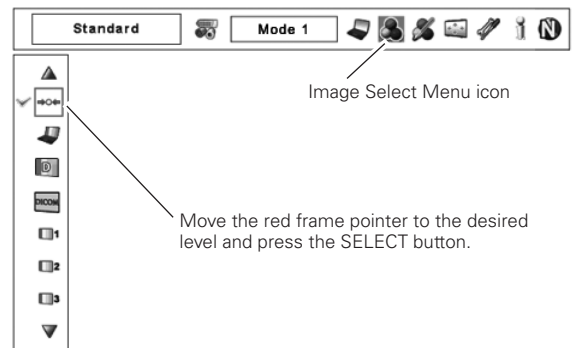 Standard
Mode 1
N
Image Select Menu icon
D
DICOM
Move the red frame pointer to the desired
level and press the SELECT button.
1
2
3